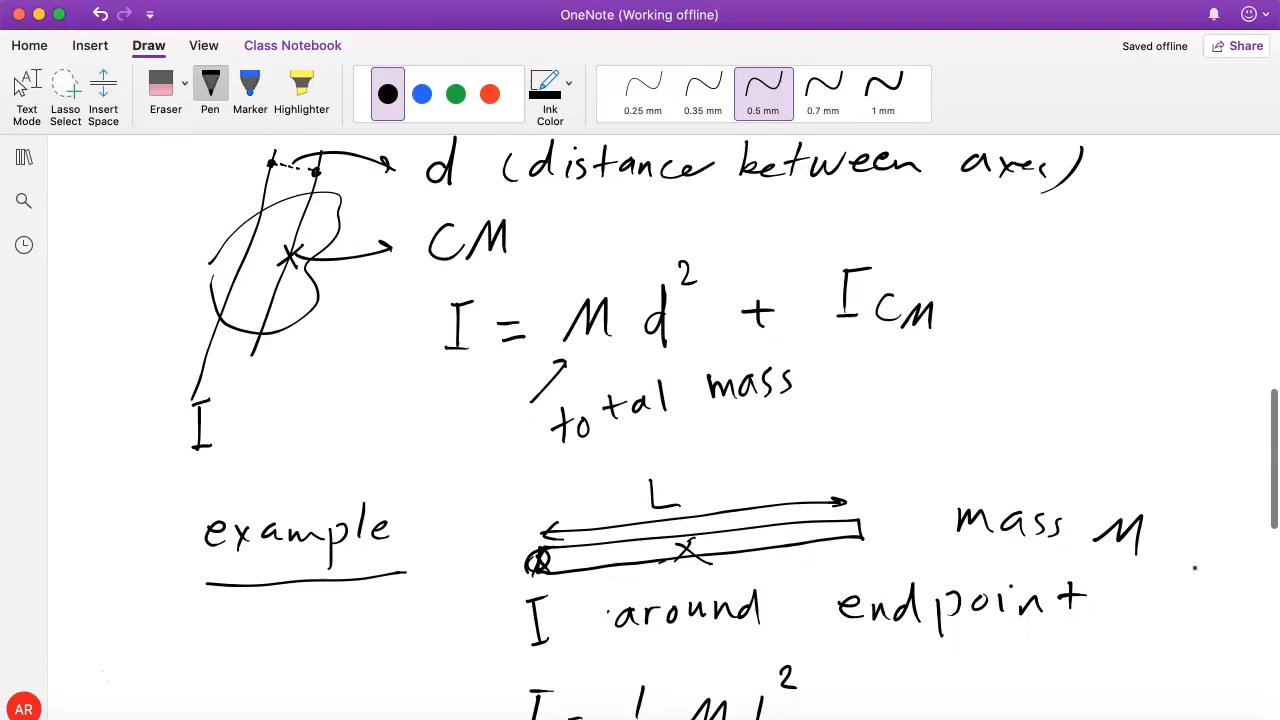 OneNote (Working offline)
Home Insert Draw View Class Notebook
Saved offline Share
Text Mode Lasso Select Insert Space Eraser Pen Marker Highlighter Ink Color 0.25 mm 0.35 mm 0.5 mm 0.7 mm 1 mm
d (distance between axes)
CM
I = M d² + I CM
total mass
I
L
example
mass M
I around endpoint
AR